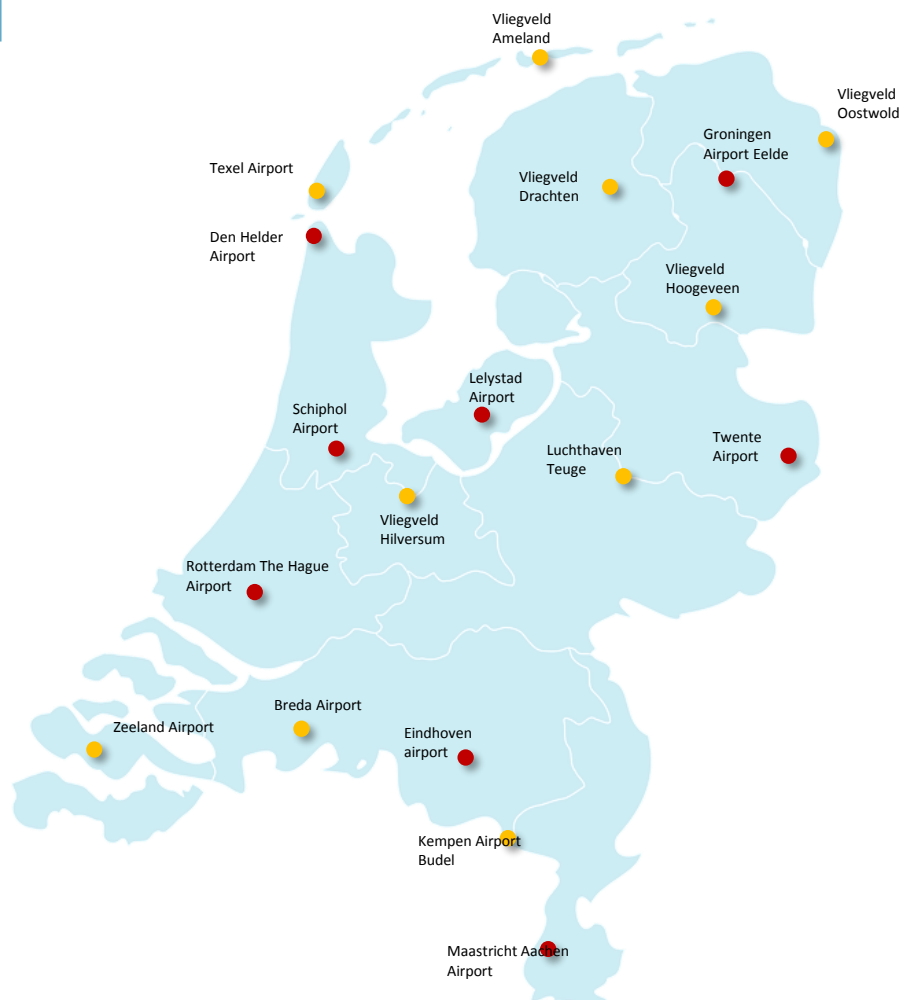 Vliegveld
Ameland
Vliegveld
Oostwold
Groningen
Airport Eelde
Texel Airport
Vliegveld
Drachten
Den Helder
Airport
Vliegveld
Hoogeveen
Lelystad
Airport
Schiphol
Airport
Luchthaven
Teuge
Twente
Airport
Vliegveld
Hilversum
Rotterdam The Hague
Airport
Breda Airport
Zeeland Airport
Eindhoven
airport
Kempen Airport
Budel
Maastricht Aachen
Airport